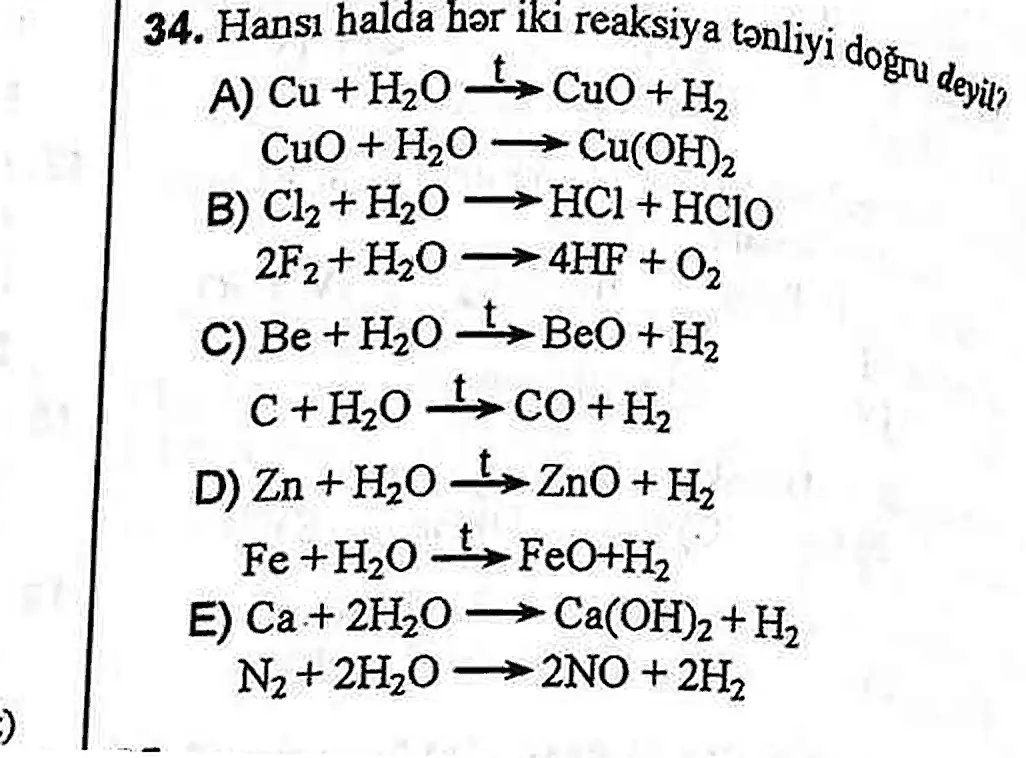 34. Hansı halda hər iki reaksiya tənliyi doğru deyil?
A) Cu + H₂O —t→ CuO + H₂
CuO + H₂O ⟶ Cu(OH)₂
B) Cl₂ + H₂O ⟶ HCl + HClO
2F₂ + H₂O ⟶ 4HF + O₂
C) Be + H₂O —t→ BeO + H₂
C + H₂O —t→ CO + H₂
D) Zn + H₂O —t→ ZnO + H₂
Fe + H₂O —t→ FeO+H₂
E) Ca + 2H₂O ⟶ Ca(OH)₂ + H₂
N₂ + 2H₂O ⟶ 2NO + 2H₂